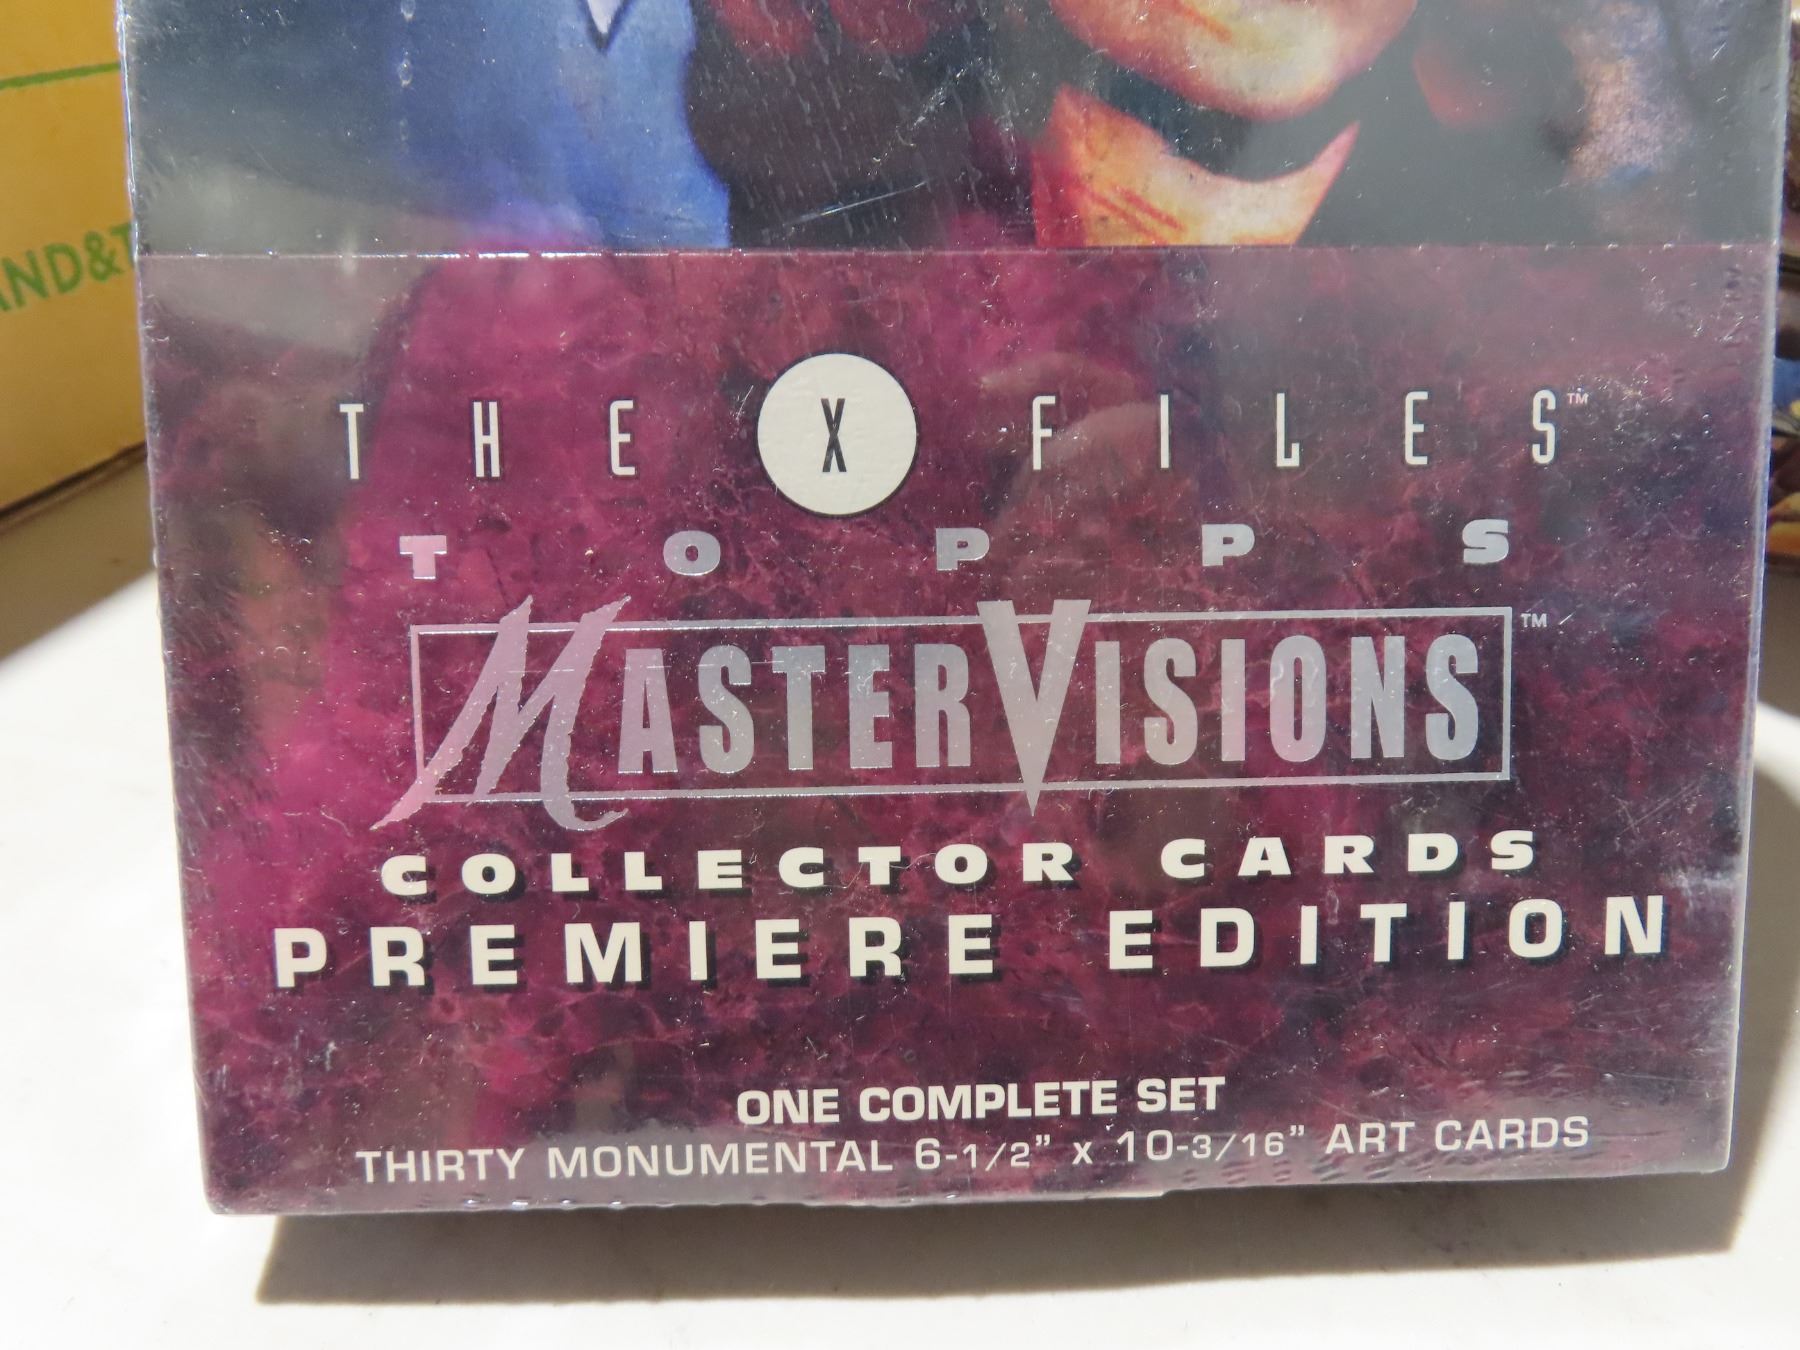 THE X FILES™
TOPPS
MASTERVISIONS™
COLLECTOR CARDS
PREMIERE EDITION
ONE COMPLETE SET
THIRTY MONUMENTAL 6-1/2" x 10-3/16" ART CARDS